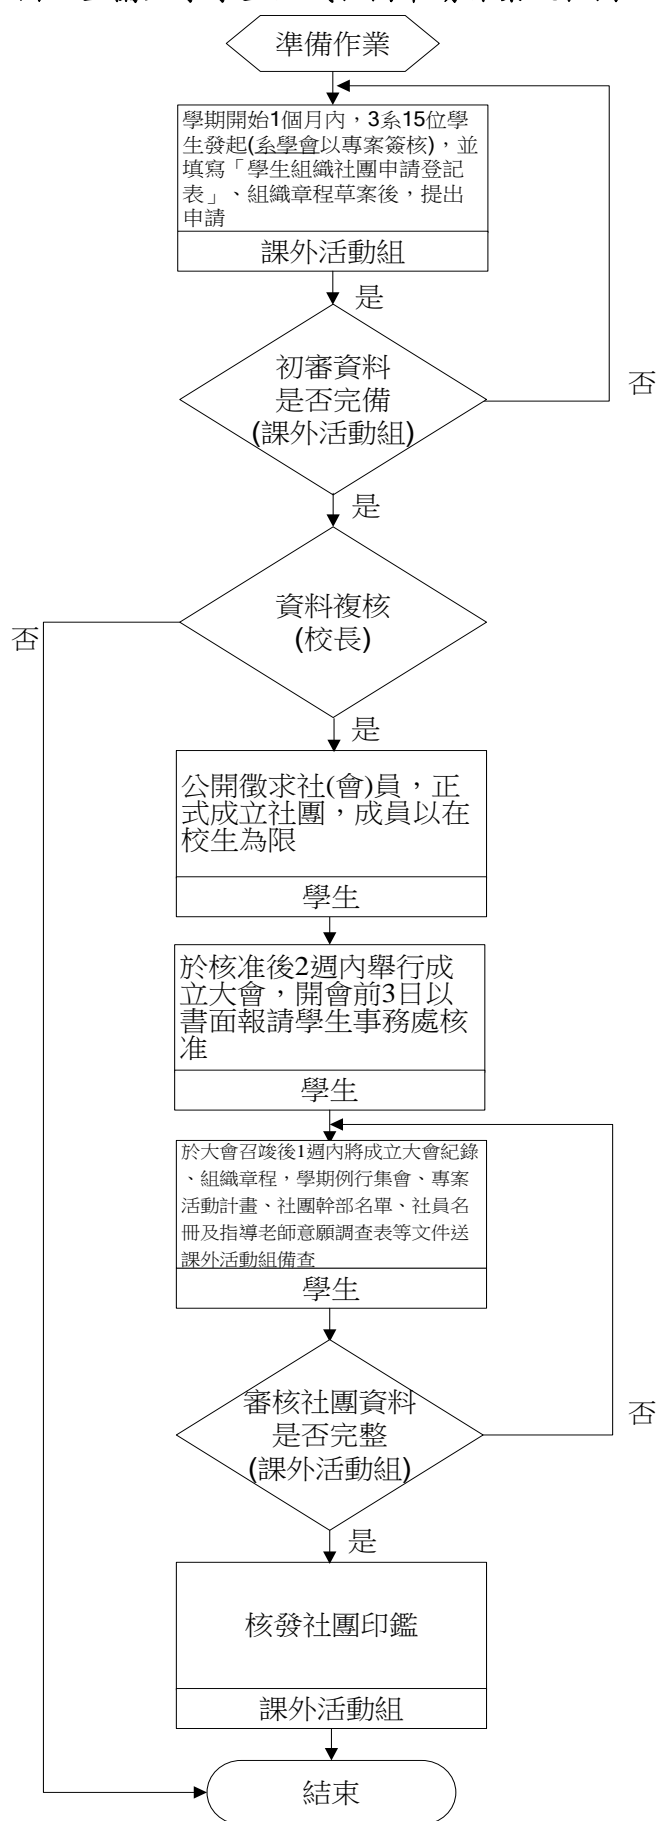 準備作業
學期開始1個月內，3系15位學
生發起(系學會以專案簽核)，並
填寫「學生組織社團申請登記
表」、組織章程草案後，提出
申請
課外活動組
是
初審資料
是否完備
(課外活動組)
否
是
資料複核
(校長)
否
是
公開徵求社(會)員，正
式成立社團，成員以在
校生為限
學生
於核准後2週內舉行成
立大會，開會前3日以
書面報請學生事務處核
准
學生
於大會召竣後1週內將成立大會紀錄
、組織章程，學期例行集會、專案
活動計畫、社團幹部名單、社員名
冊及指導老師意願調查表等文件送
課外活動組備查
學生
審核社團資料
是否完整
(課外活動組)
否
是
核發社團印鑑
課外活動組
結束